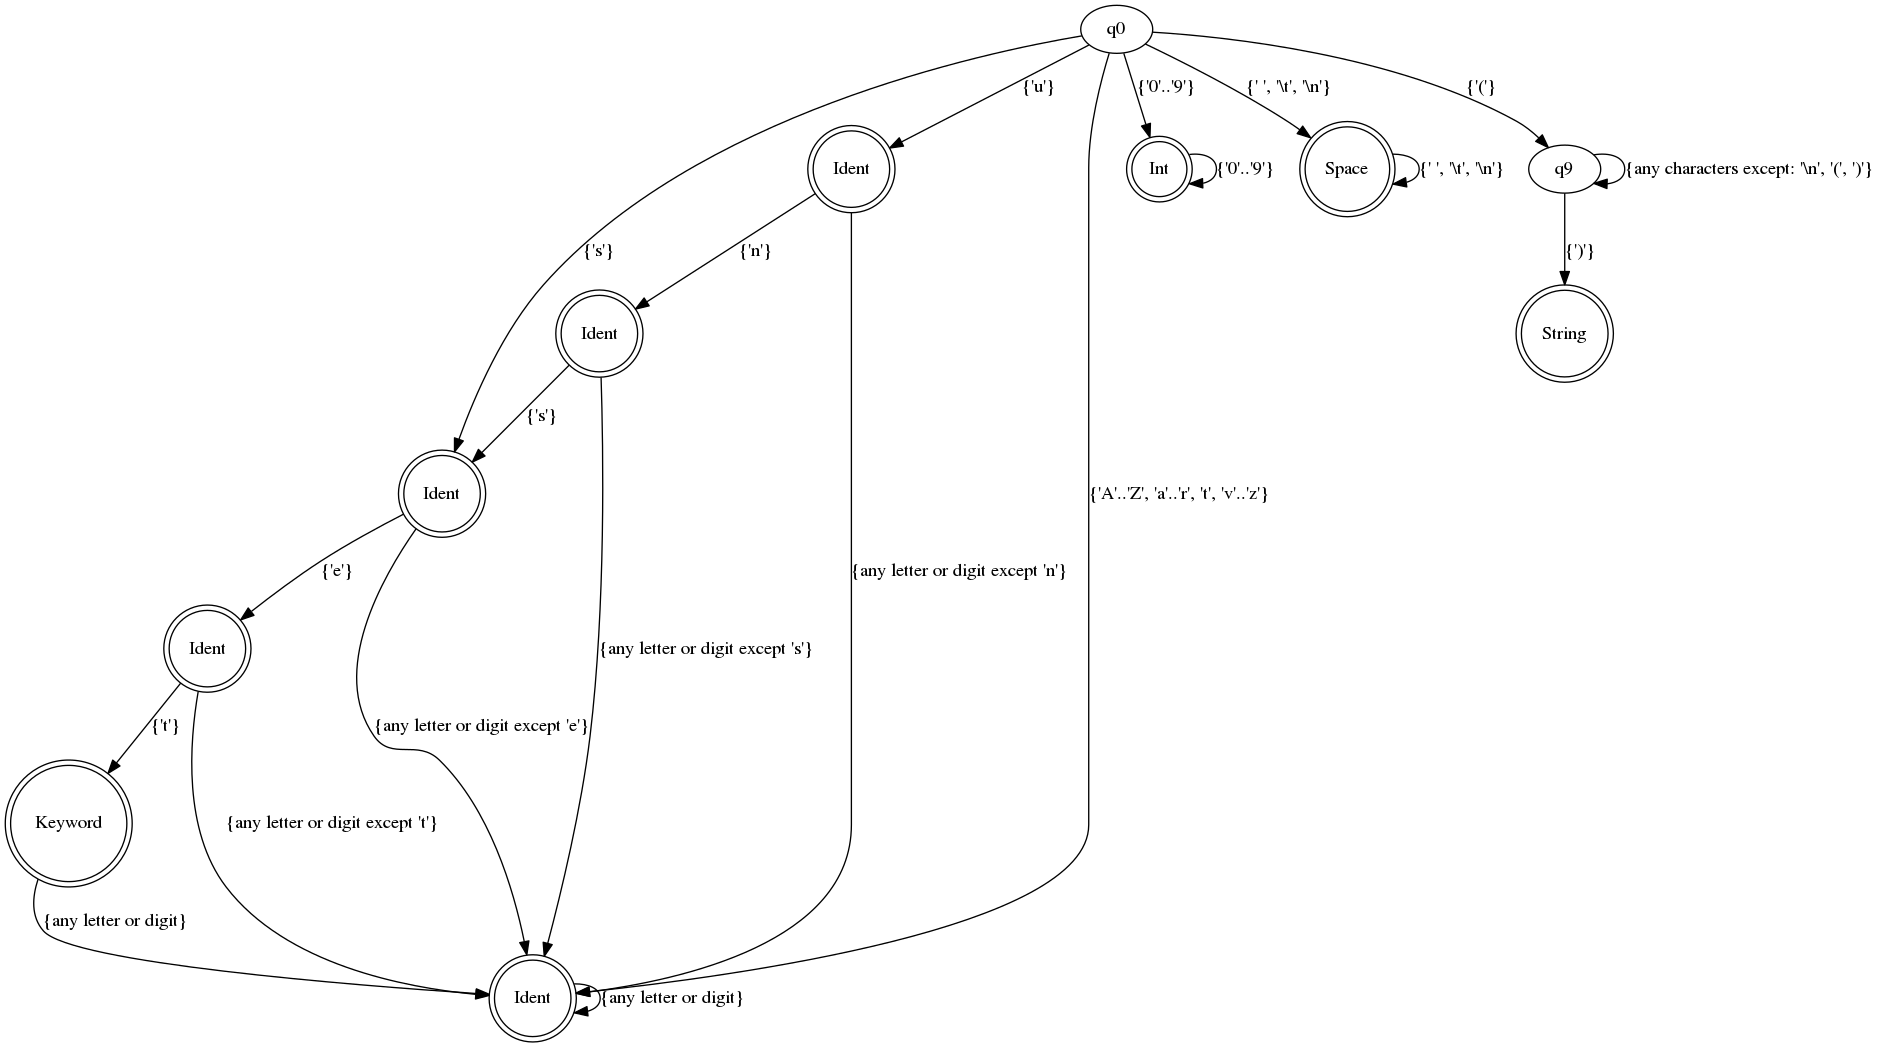 q0
{'u'}
{'0'..'9'}
{' ', '\t', '\n'}
{'('}
Ident
Int
{'0'..'9'}
Space
{' ', '\t', '\n'}
q9
{any characters except: '\n', '(', ')'}
{'s'}
{'n'}
{')'}
Ident
String
{'s'}
Ident
{'A'..'Z', 'a'..'r', 't', 'v'..'z'}
{'e'}
{any letter or digit except 'n'}
Ident
{any letter or digit except 's'}
{'t'}
{any letter or digit except 'e'}
Keyword
{any letter or digit except 't'}
{any letter or digit}
Ident
{any letter or digit}